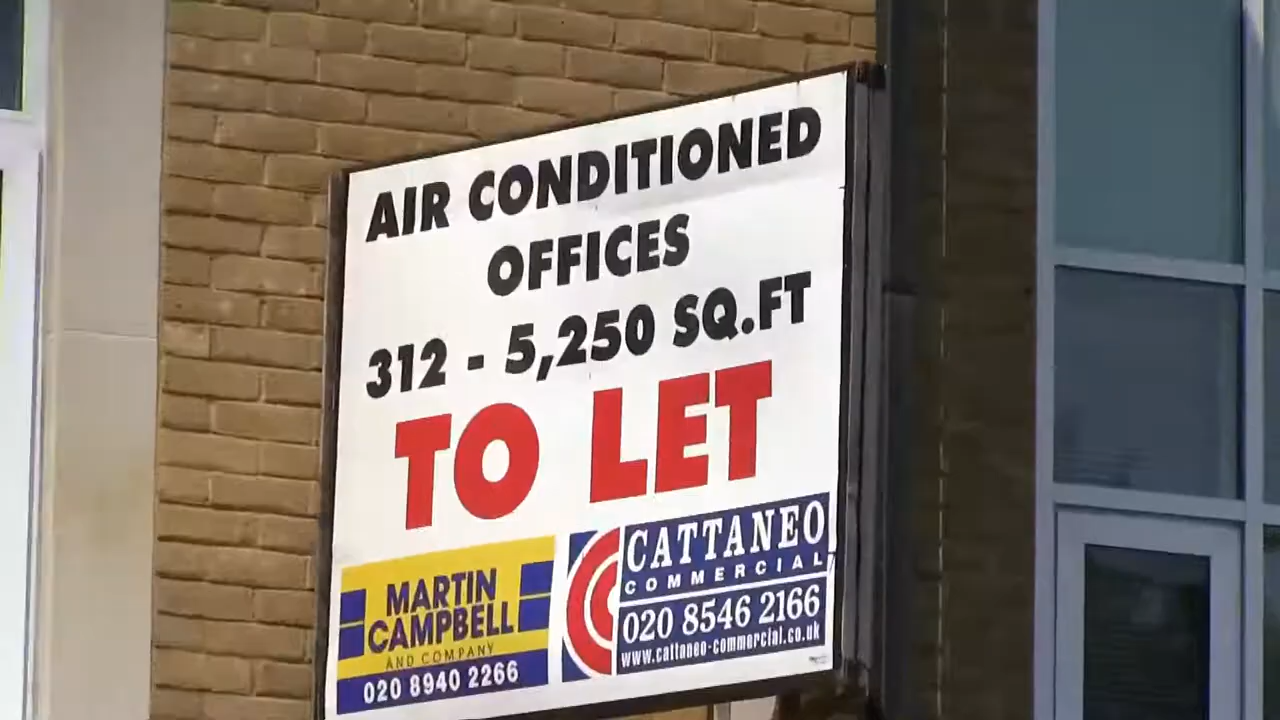 AIR CONDITIONED
OFFICES
312 - 5,250 SQ.FT
TO LET
MARTIN
CAMPBELL
AND COMPANY
020 8940 2266
CATTANEO
COMMERCIAL
020 8546 2166
www.cattaneo-commercial.co.uk